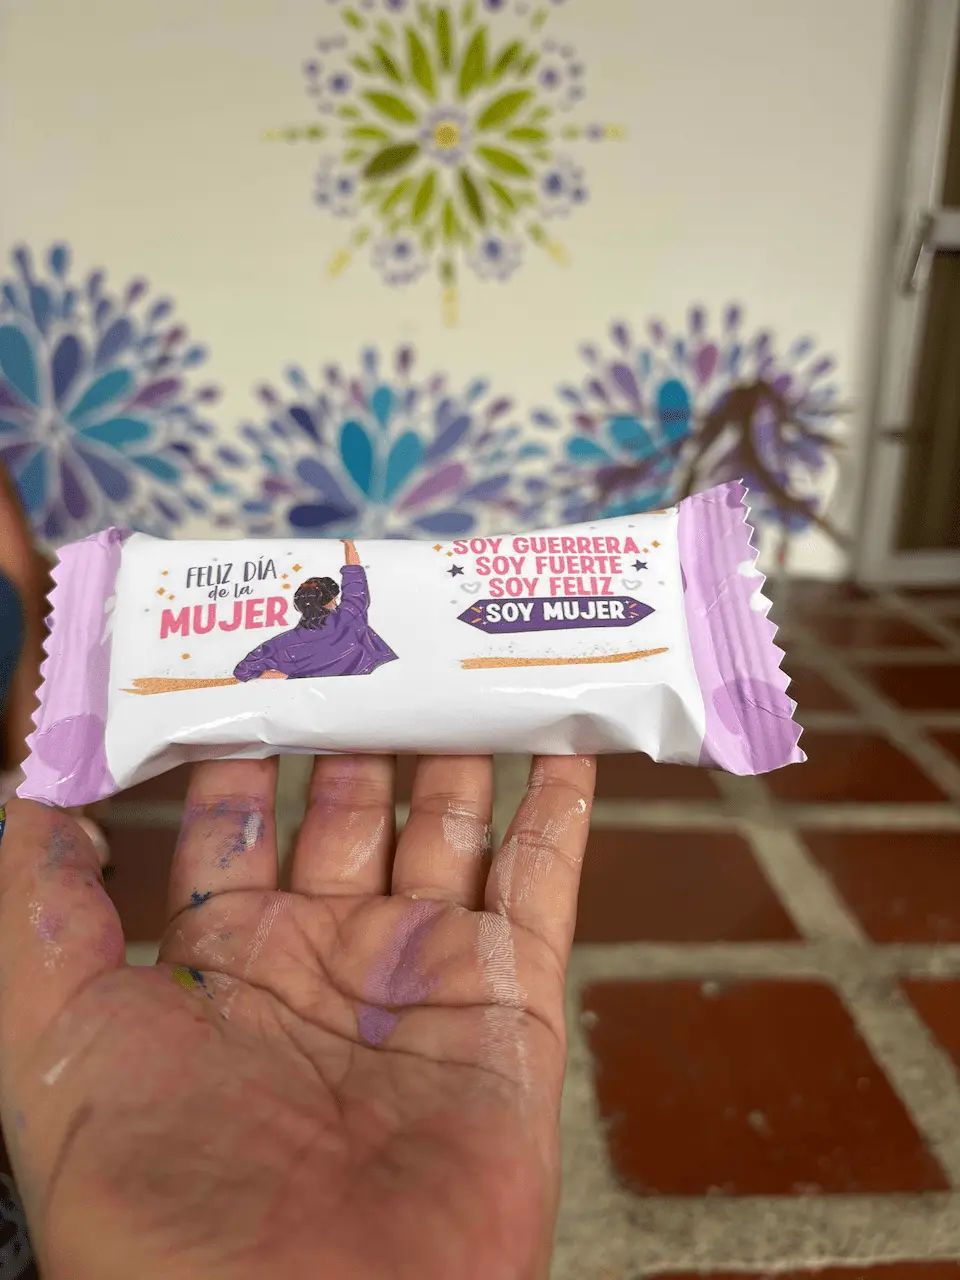 FELIZ DÍA
de la
MUJER
SOY GUERRERA
SOY FUERTE
SOY FELIZ
SOY MUJER